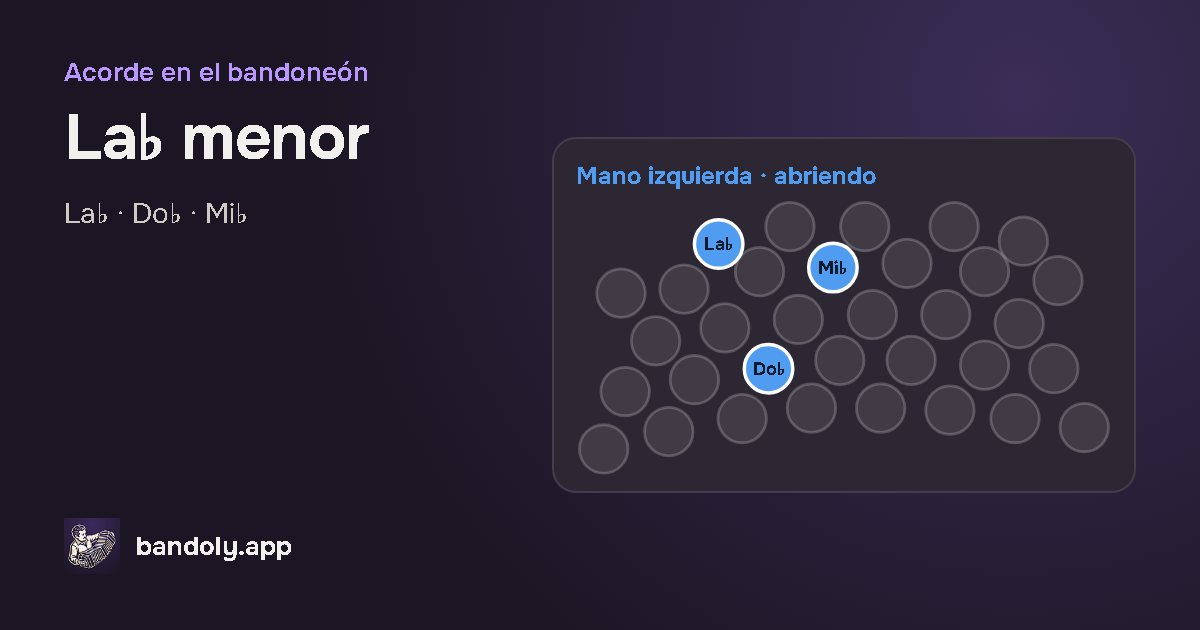 Acorde en el bandoneón
La♭ menor
La♭ · Do♭ · Mi♭
Mano izquierda · abriendo
La♭
Mi♭
Do♭
bandoly.app